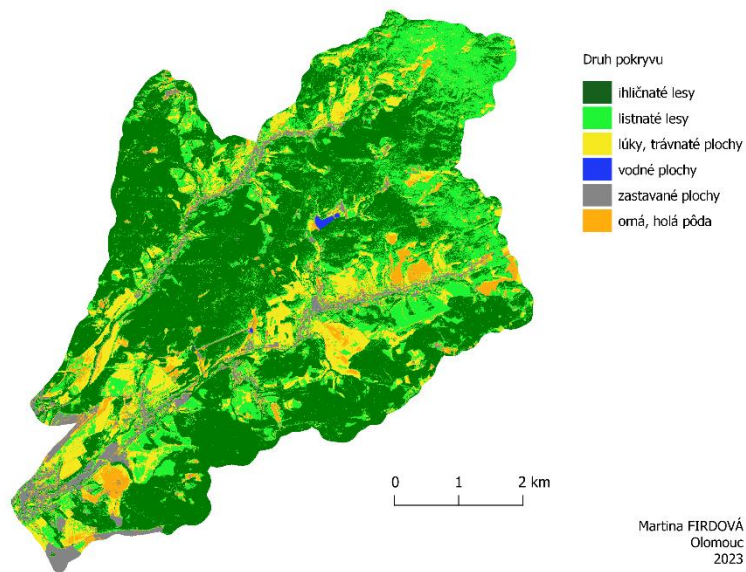 Druh pokryvu
ihličnaté lesy
listnaté lesy
lúky, trávnaté plochy
vodné plochy
zastavané plochy
orná, holá pôda
0 1 2 km
Martina FIRDOVÁ
Olomouc
2023